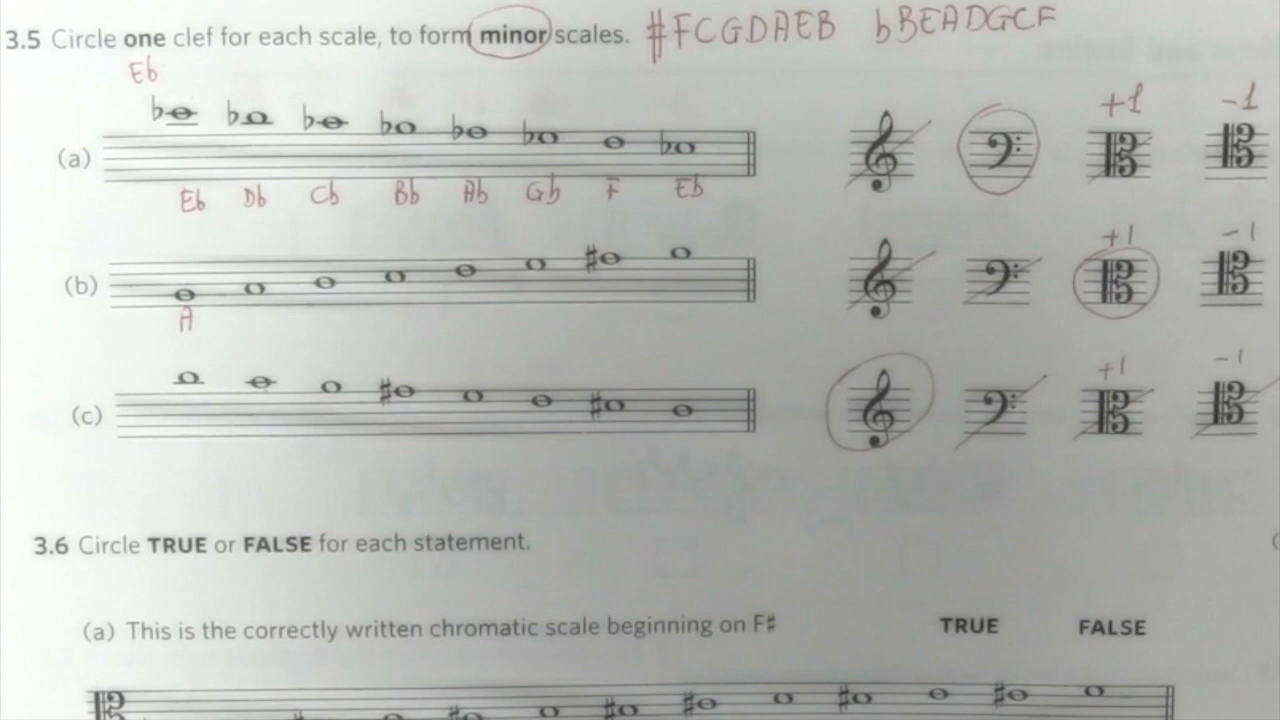 3.5 Circle one clef for each scale, to form minor scales. #FCGDAEB bBEADGCF
Eb
+1 -1
(a)
Eb Db Cb Bb Ab Gb F Eb
+1 -1
(b)
A
+1 -1
(c)
3.6 Circle TRUE or FALSE for each statement.
(a) This is the correctly written chromatic scale beginning on F♯ TRUE FALSE